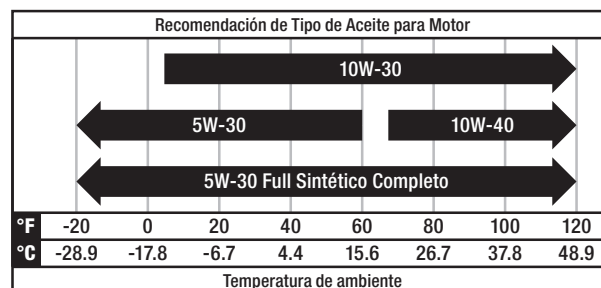 Recomendación de Tipo de Aceite para Motor
10W-30
5W-30 10W-40
5W-30 Full Sintético Completo
°F -20 0 20 40 60 80 100 120
°C -28.9 -17.8 -6.7 4.4 15.6 26.7 37.8 48.9
Temperatura de ambiente